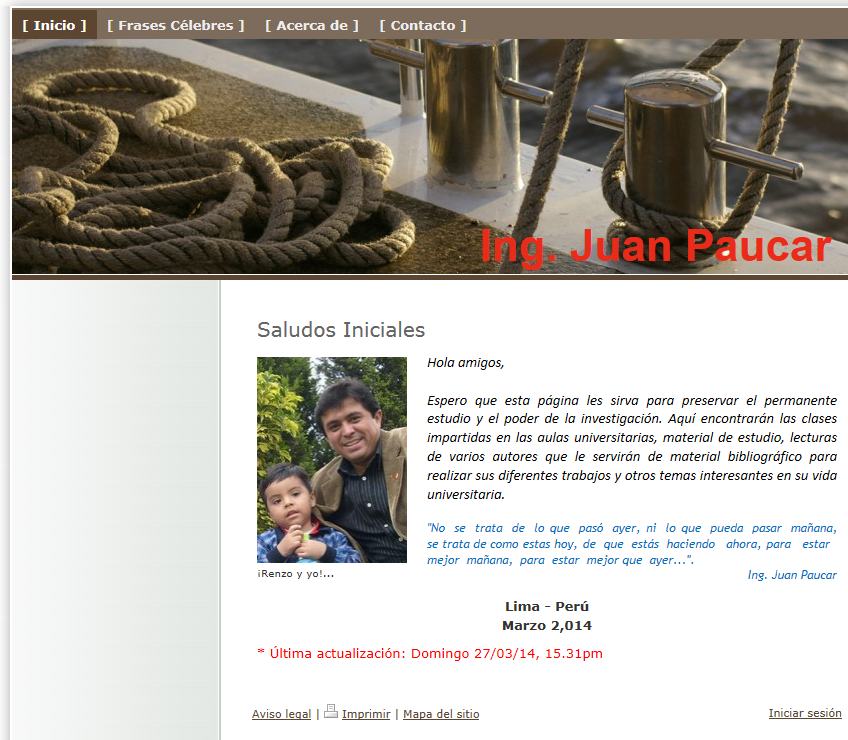 [ Inicio ] [ Frases Célebres ] [ Acerca de ] [ Contacto ]
Ing. Juan Paucar
Saludos Iniciales
Hola amigos,
Espero que esta página les sirva para preservar el permanente
estudio y el poder de la investigación. Aquí encontrarán las clases
impartidas en las aulas universitarias, material de estudio, lecturas
de varios autores que le servirán de material bibliográfico para
realizar sus diferentes trabajos y otros temas interesantes en su vida
universitaria.
"No se trata de lo que pasó ayer, ni lo que pueda pasar mañana,
se trata de como estas hoy, de que estás haciendo ahora, para estar
mejor mañana, para estar mejor que ayer...".
Ing. Juan Paucar
¡Renzo y yo!...
Lima - Perú
Marzo 2,014
* Última actualización: Domingo 27/03/14, 15.31pm
Aviso legal | Imprimir | Mapa del sitio Iniciar sesión